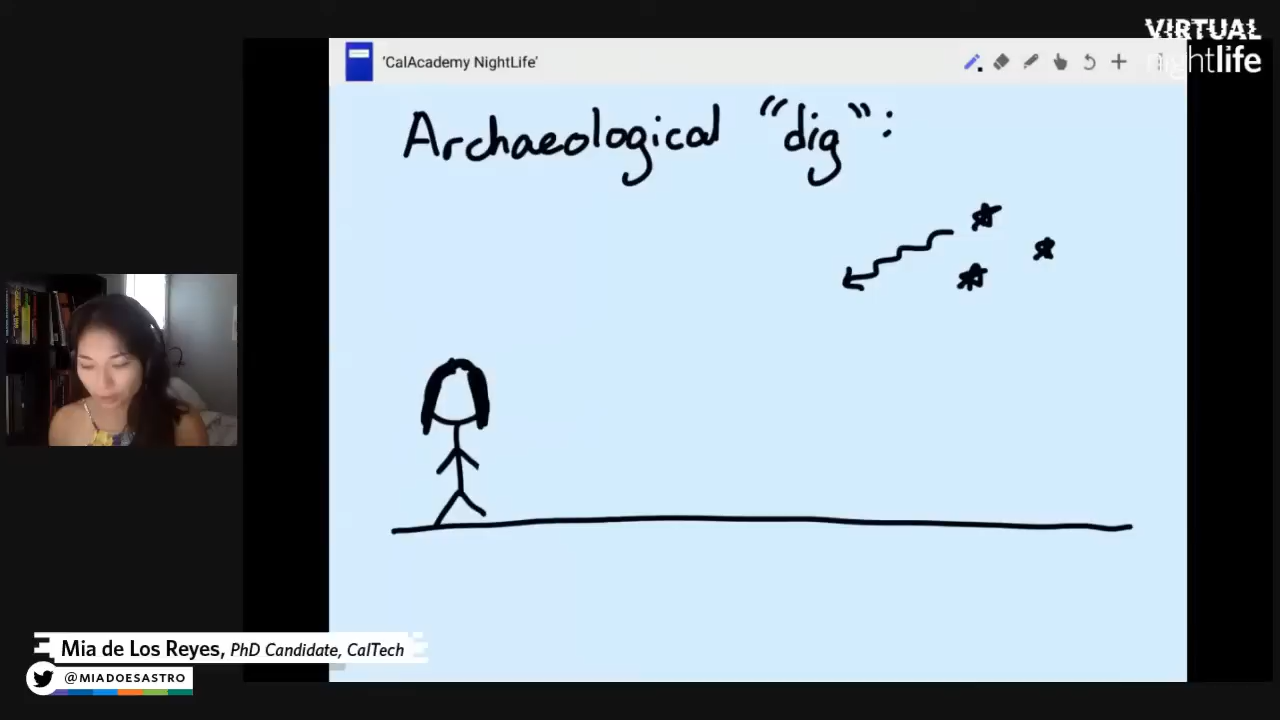 VIRTUAL
nightlife
'CalAcademy NightLife'
Archaeological "dig":
Mia de Los Reyes, PhD Candidate, CalTech
@MIADOESASTRO